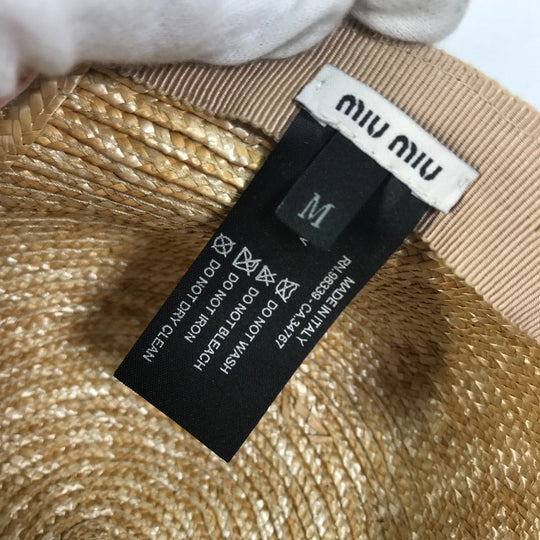 miu miu
M
MADE IN ITALY
RN.98339 - CA.34767
DO NOT WASH
DO NOT BLEACH
DO NOT IRON
DO NOT DRY CLEAN